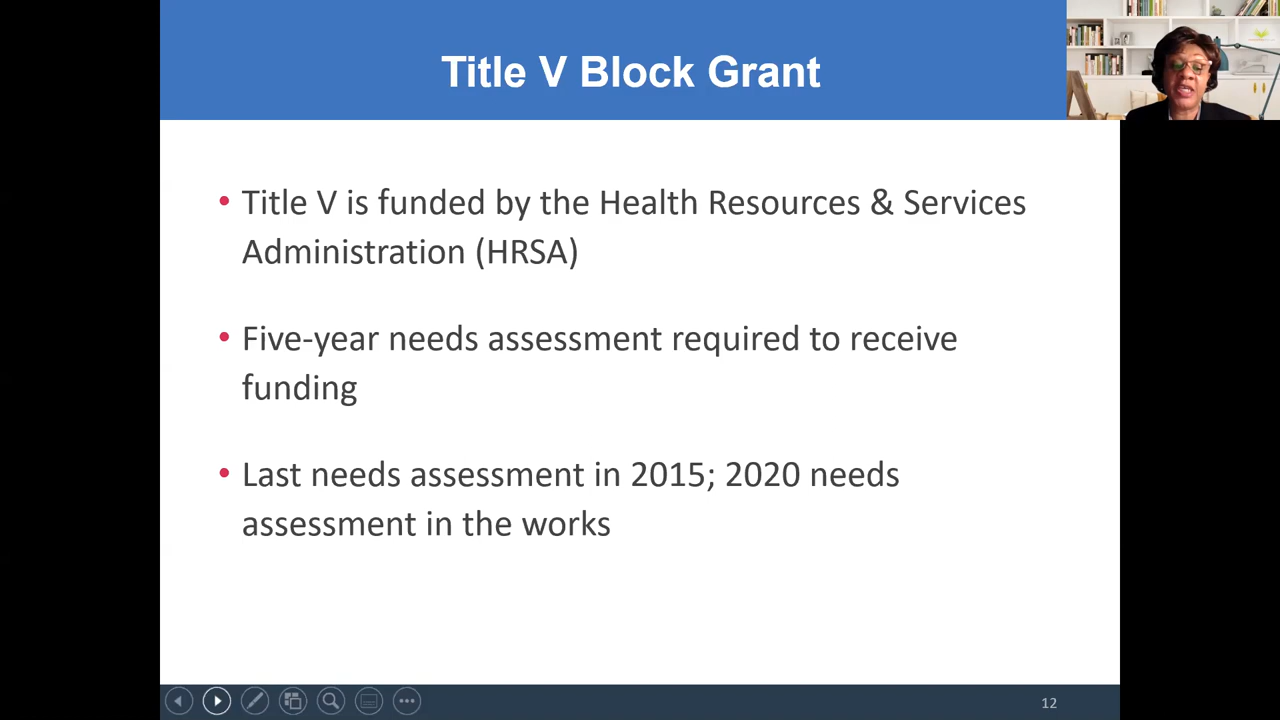 Title V Block Grant
• Title V is funded by the Health Resources & Services
Administration (HRSA)
• Five-year needs assessment required to receive
funding
• Last needs assessment in 2015; 2020 needs
assessment in the works
12